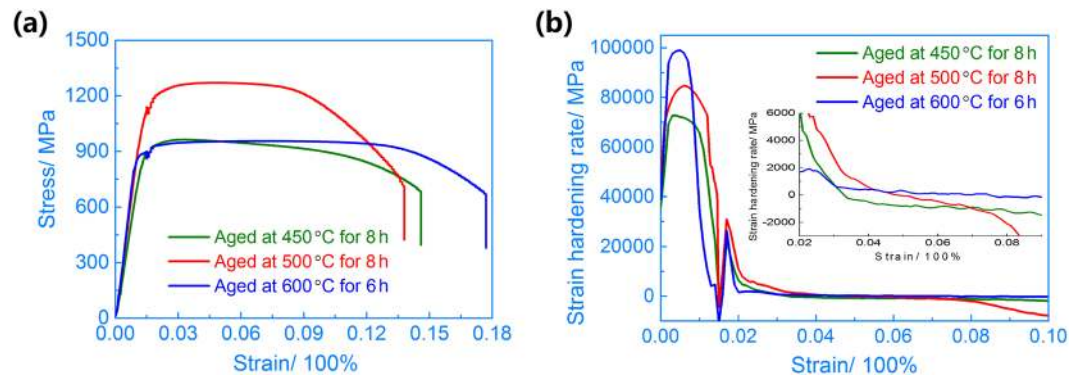 (a)
1500
1200
900
600
300
0
Stress/ MPa
Aged at 450 °C for 8 h
Aged at 500 °C for 8 h
Aged at 600 °C for 6 h
0.00 0.03 0.06 0.09 0.12 0.15 0.18
Strain/ 100%
(b)
100000
80000
60000
40000
20000
0
Strain hardening rate/ MPa
Aged at 450 °C for 8 h
Aged at 500 °C for 8 h
Aged at 600 °C for 6 h
6000
4000
2000
0
-2000
Strain hardening rate/ MPa
0.02 0.04 0.06 0.08
Strain/ 100%
0.00 0.02 0.04 0.06 0.08 0.10
Strain/ 100%